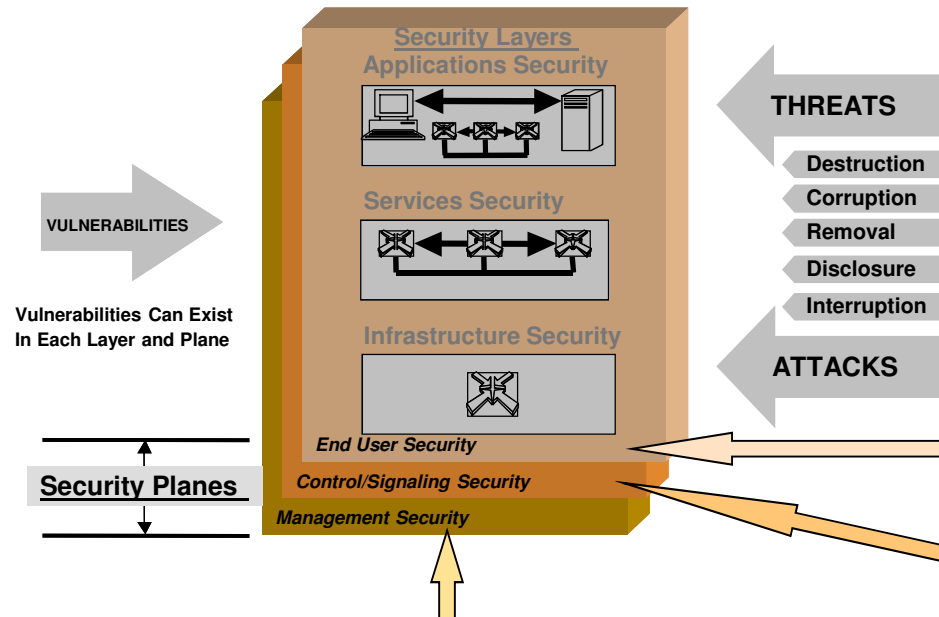 Security Layers
Applications Security
THREATS
Destruction
Corruption
Removal
Disclosure
Interruption
ATTACKS
VULNERABILITIES
Vulnerabilities Can Exist
In Each Layer and Plane
Services Security
Infrastructure Security
End User Security
Security Planes
Control/Signaling Security
Management Security